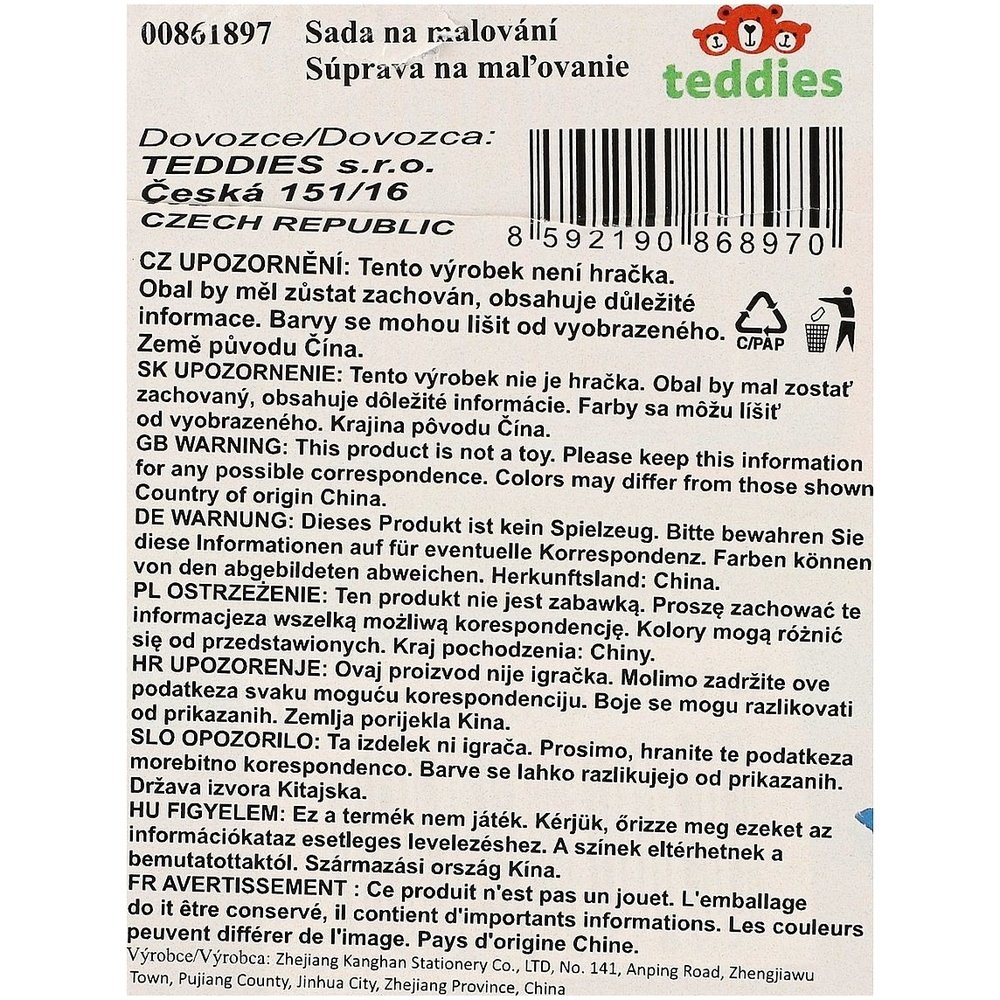 00861897 Sada na malování
Súprava na maľovanie
teddies
Dovozce/Dovozca:
TEDDIES s.r.o.
Česká 151/16
CZECH REPUBLIC
8 592190 868970
CZ UPOZORNĚNÍ: Tento výrobek není hračka.
Obal by měl zůstat zachován, obsahuje důležité
informace. Barvy se mohou lišit od vyobrazeného.
Země původu Čína.
C/PAP
SK UPOZORNENIE: Tento výrobek nie je hračka. Obal by mal zostať
zachovaný, obsahuje dôležité informácie. Farby sa môžu líšiť
od vyobrazeného. Krajina pôvodu Čína.
GB WARNING: This product is not a toy. Please keep this information
for any possible correspondence. Colors may differ from those shown
Country of origin China.
DE WARNUNG: Dieses Produkt ist kein Spielzeug. Bitte bewahren Sie
diese Informationen auf für eventuelle Korrespondenz. Farben können
von den abgebildeten abweichen. Herkunftsland: China.
PL OSTRZEŻENIE: Ten produkt nie jest zabawką. Proszę zachować te
informacjeza wszelką możliwą korespondencję. Kolory mogą różnić
się od przedstawionych. Kraj pochodzenia: Chiny.
HR UPOZORENJE: Ovaj proizvod nije igračka. Molimo zadržite ove
podatkeza svaku moguću korespondenciju. Boje se mogu razlikovati
od prikazanih. Zemlja porijekla Kina.
SLO OPOZORILO: Ta izdelek ni igrača. Prosimo, hranite te podatkeza
morebitno korespondenco. Barve se lahko razlikujejo od prikazanih.
Država izvora Kitajska.
HU FIGYELEM: Ez a termék nem játék. Kérjük, őrizze meg ezeket az
információkataz esetleges levelezéshez. A színek eltérhetnek a
bemutatottaktól. Származási ország Kína.
FR AVERTISSEMENT : Ce produit n'est pas un jouet. L'emballage
do it être conservé, il contient d'importants informations. Les couleurs
peuvent différer de l'image. Pays d'origine Chine.
Výrobce/Výrobca: Zhejiang Kanghan Stationery Co., LTD, No. 141, Anping Road, Zhengjiawu
Town, Pujiang County, Jinhua City, Zhejiang Province, China